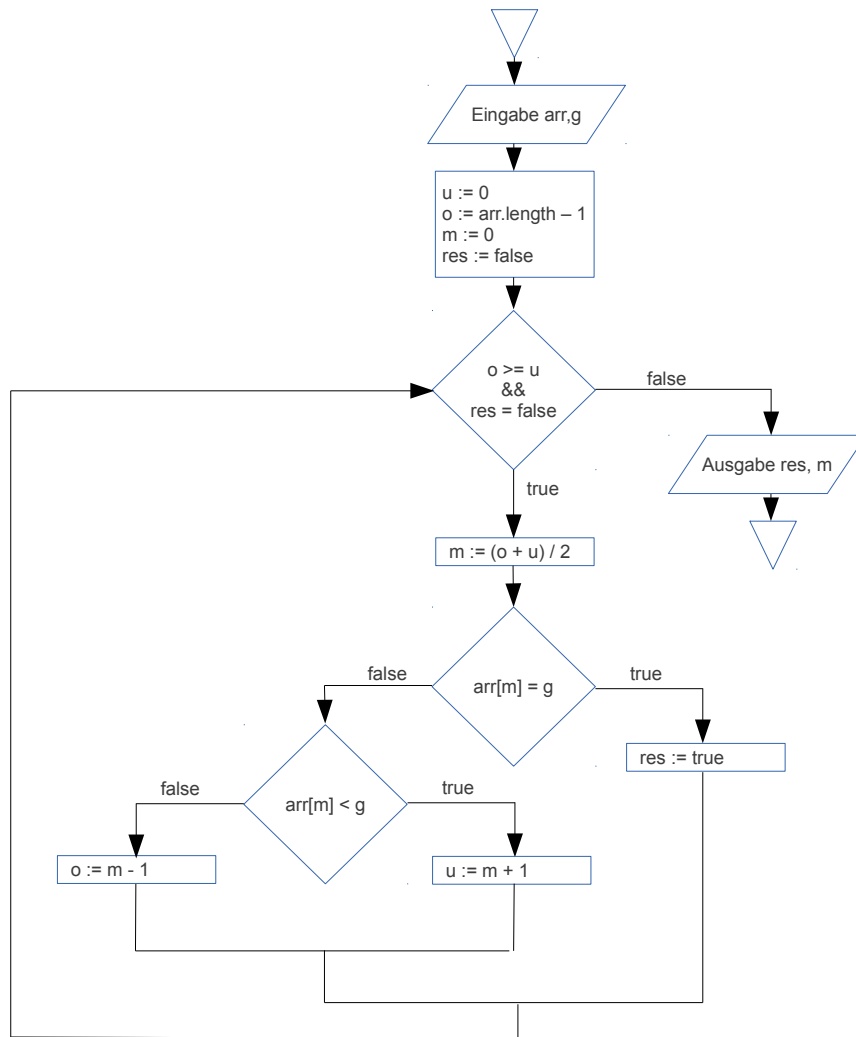 Eingabe arr,g
u := 0
o := arr.length – 1
m := 0
res := false
o >= u
&&
res = false
false
Ausgabe res, m
true
m := (o + u) / 2
false
arr[m] = g
true
res := true
false
arr[m] < g
true
o := m - 1
u := m + 1